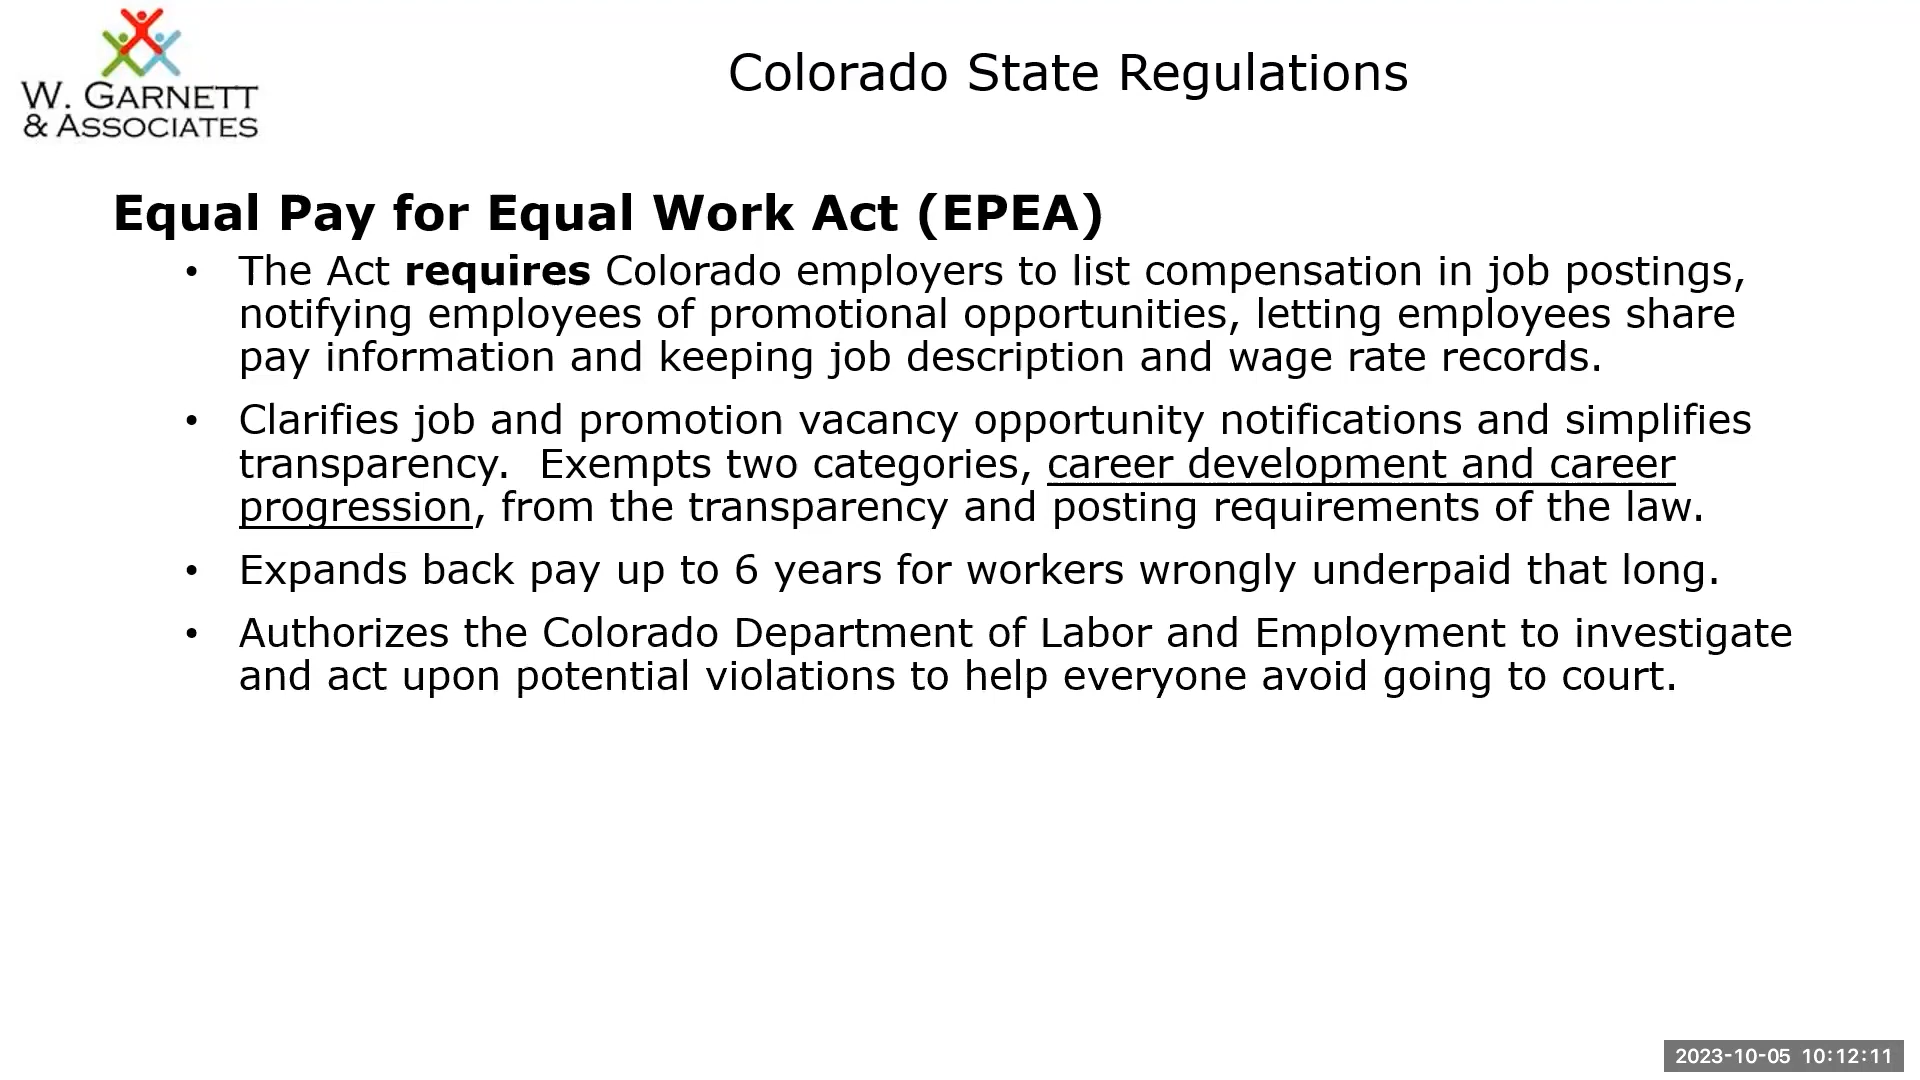 W. GARNETT
& ASSOCIATES
Colorado State Regulations
Equal Pay for Equal Work Act (EPEA)
• The Act requires Colorado employers to list compensation in job postings,
notifying employees of promotional opportunities, letting employees share
pay information and keeping job description and wage rate records.
• Clarifies job and promotion vacancy opportunity notifications and simplifies
transparency.  Exempts two categories, career development and career
progression, from the transparency and posting requirements of the law.
• Expands back pay up to 6 years for workers wrongly underpaid that long.
• Authorizes the Colorado Department of Labor and Employment to investigate
and act upon potential violations to help everyone avoid going to court.
2023-10-05 10:12:11